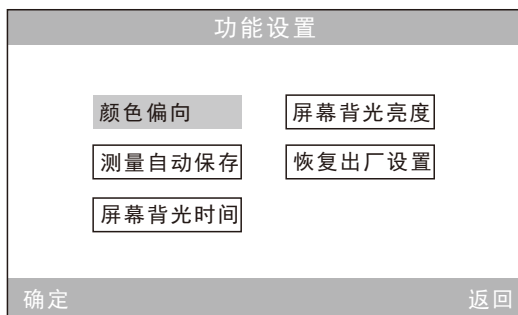 功能设置
颜色偏向 屏幕背光亮度
测量自动保存 恢复出厂设置
屏幕背光时间
确定 返回